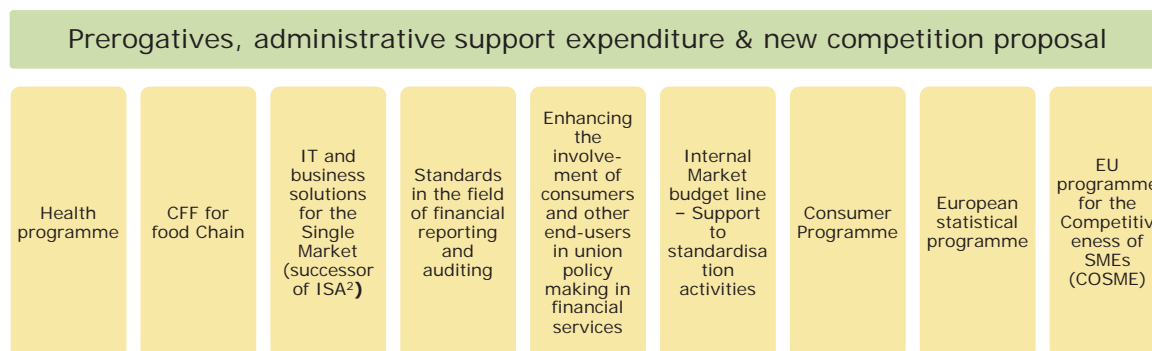 Prerogatives, administrative support expenditure & new competition proposal
Health
programme
CFF for
food Chain
IT and
business
solutions
for the
Single
Market
(successor
of ISA²)
Standards
in the field
of financial
reporting
and
auditing
Enhancing
the
involve-
ment of
consumers
and other
end-users
in union
policy
making in
financial
services
Internal
Market
budget line
– Support
to
standardisa
tion
activities
Consumer
Programme
European
statistical
programme
EU
programme
for the
Competitiv
eness of
SMEs
(COSME)